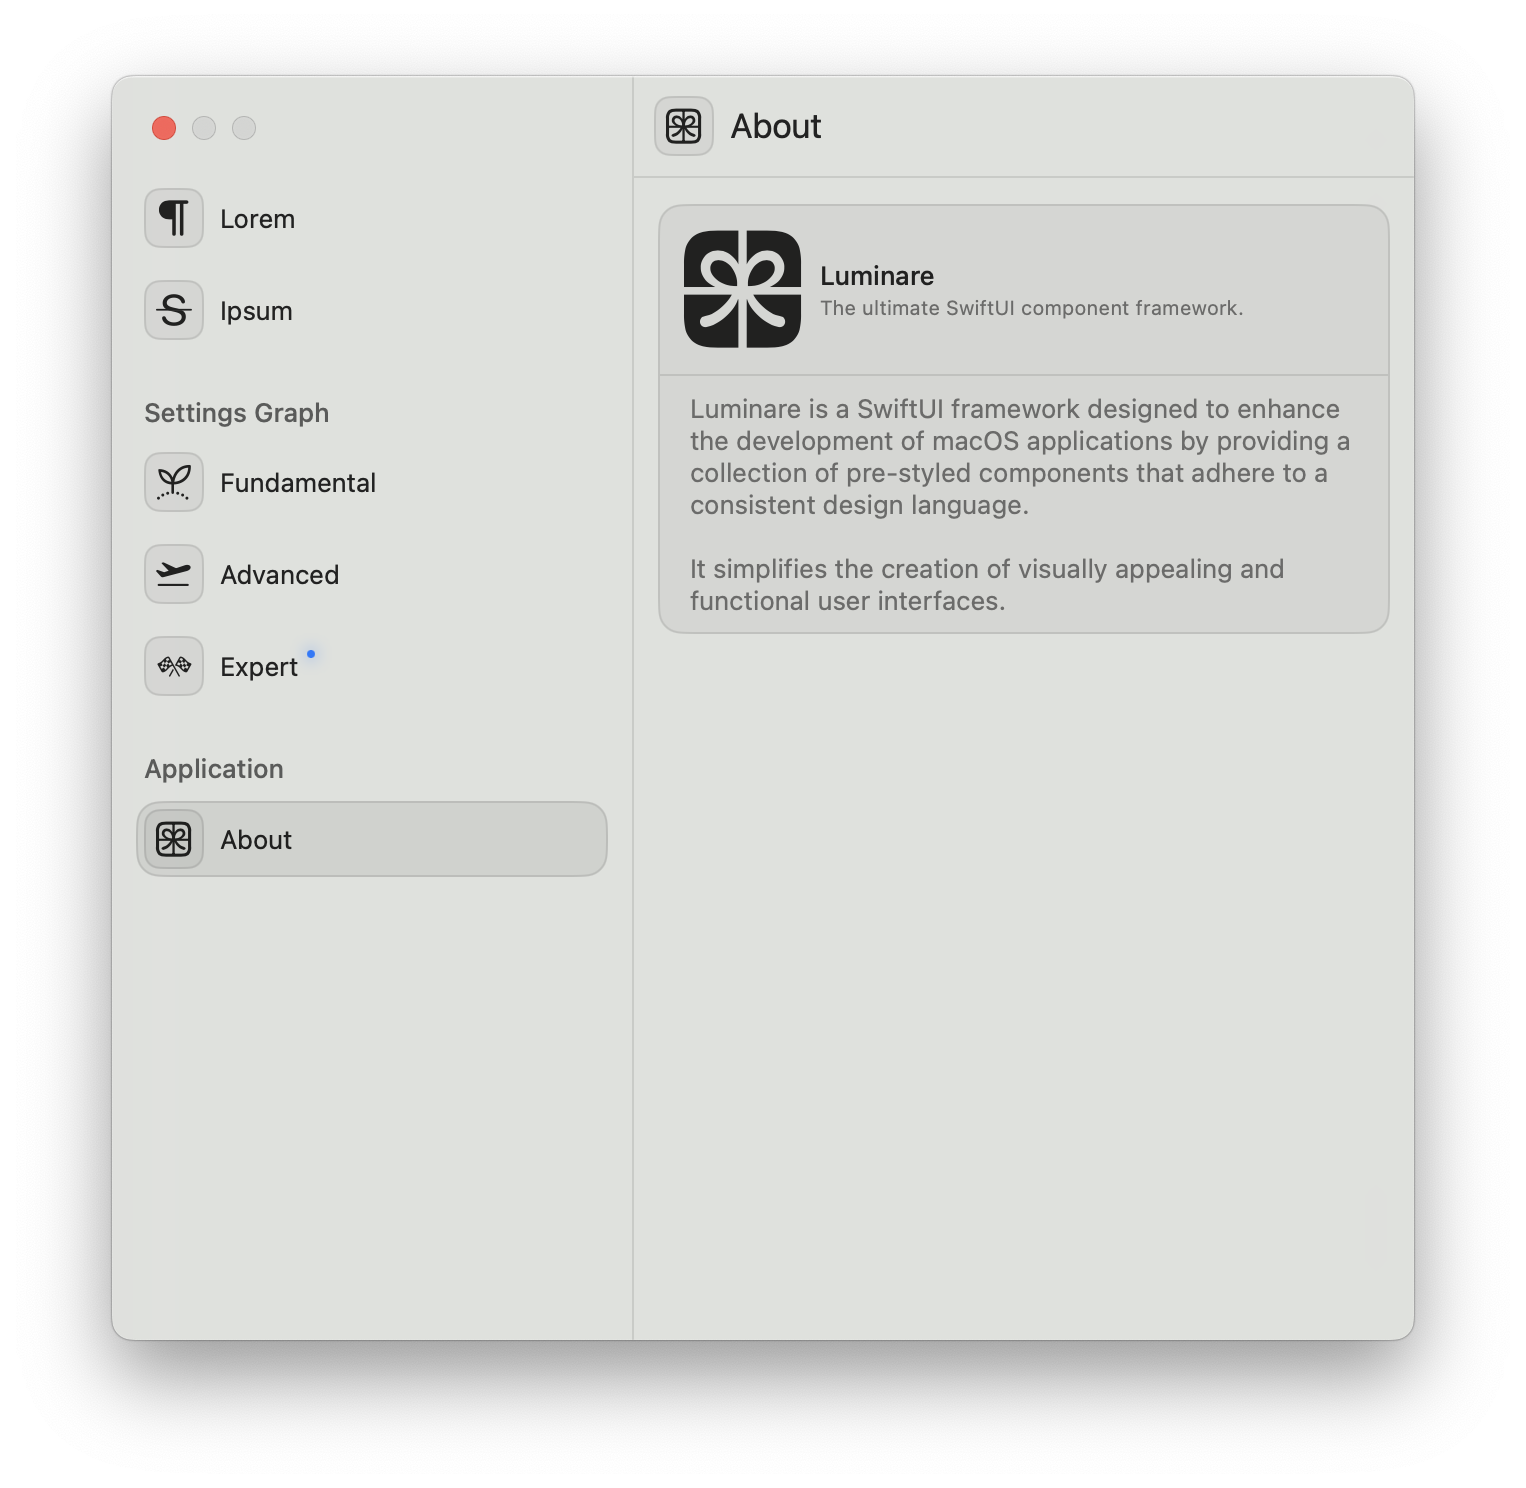 Lorem
Ipsum
Settings Graph
Fundamental
Advanced
Expert
Application
About
About
Luminare
The ultimate SwiftUI component framework.
Luminare is a SwiftUI framework designed to enhance
the development of macOS applications by providing a
collection of pre-styled components that adhere to a
consistent design language.
It simplifies the creation of visually appealing and
functional user interfaces.